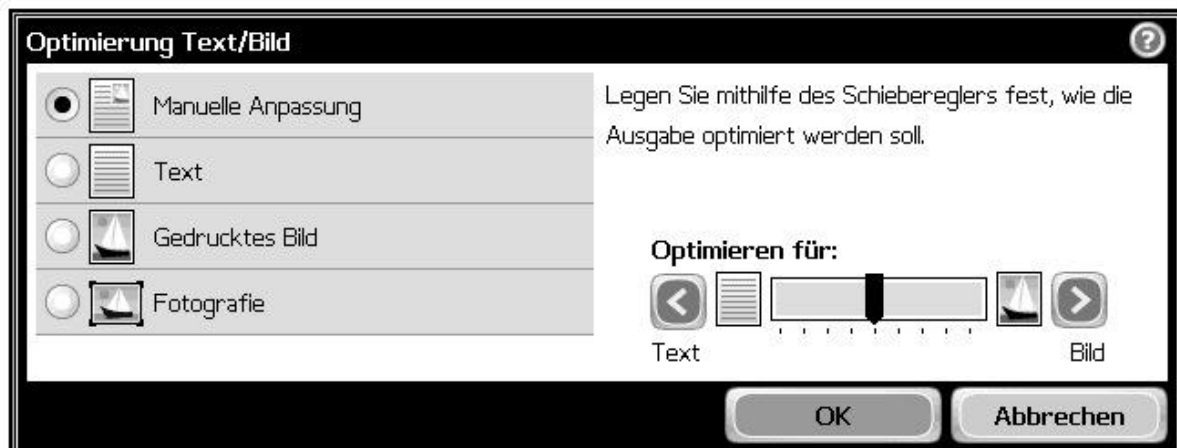 Optimierung Text/Bild
?
Manuelle Anpassung
Text
Gedrucktes Bild
Fotografie
Legen Sie mithilfe des Schiebereglers fest, wie die
Ausgabe optimiert werden soll.
Optimieren für:
Text
Bild
OK
Abbrechen